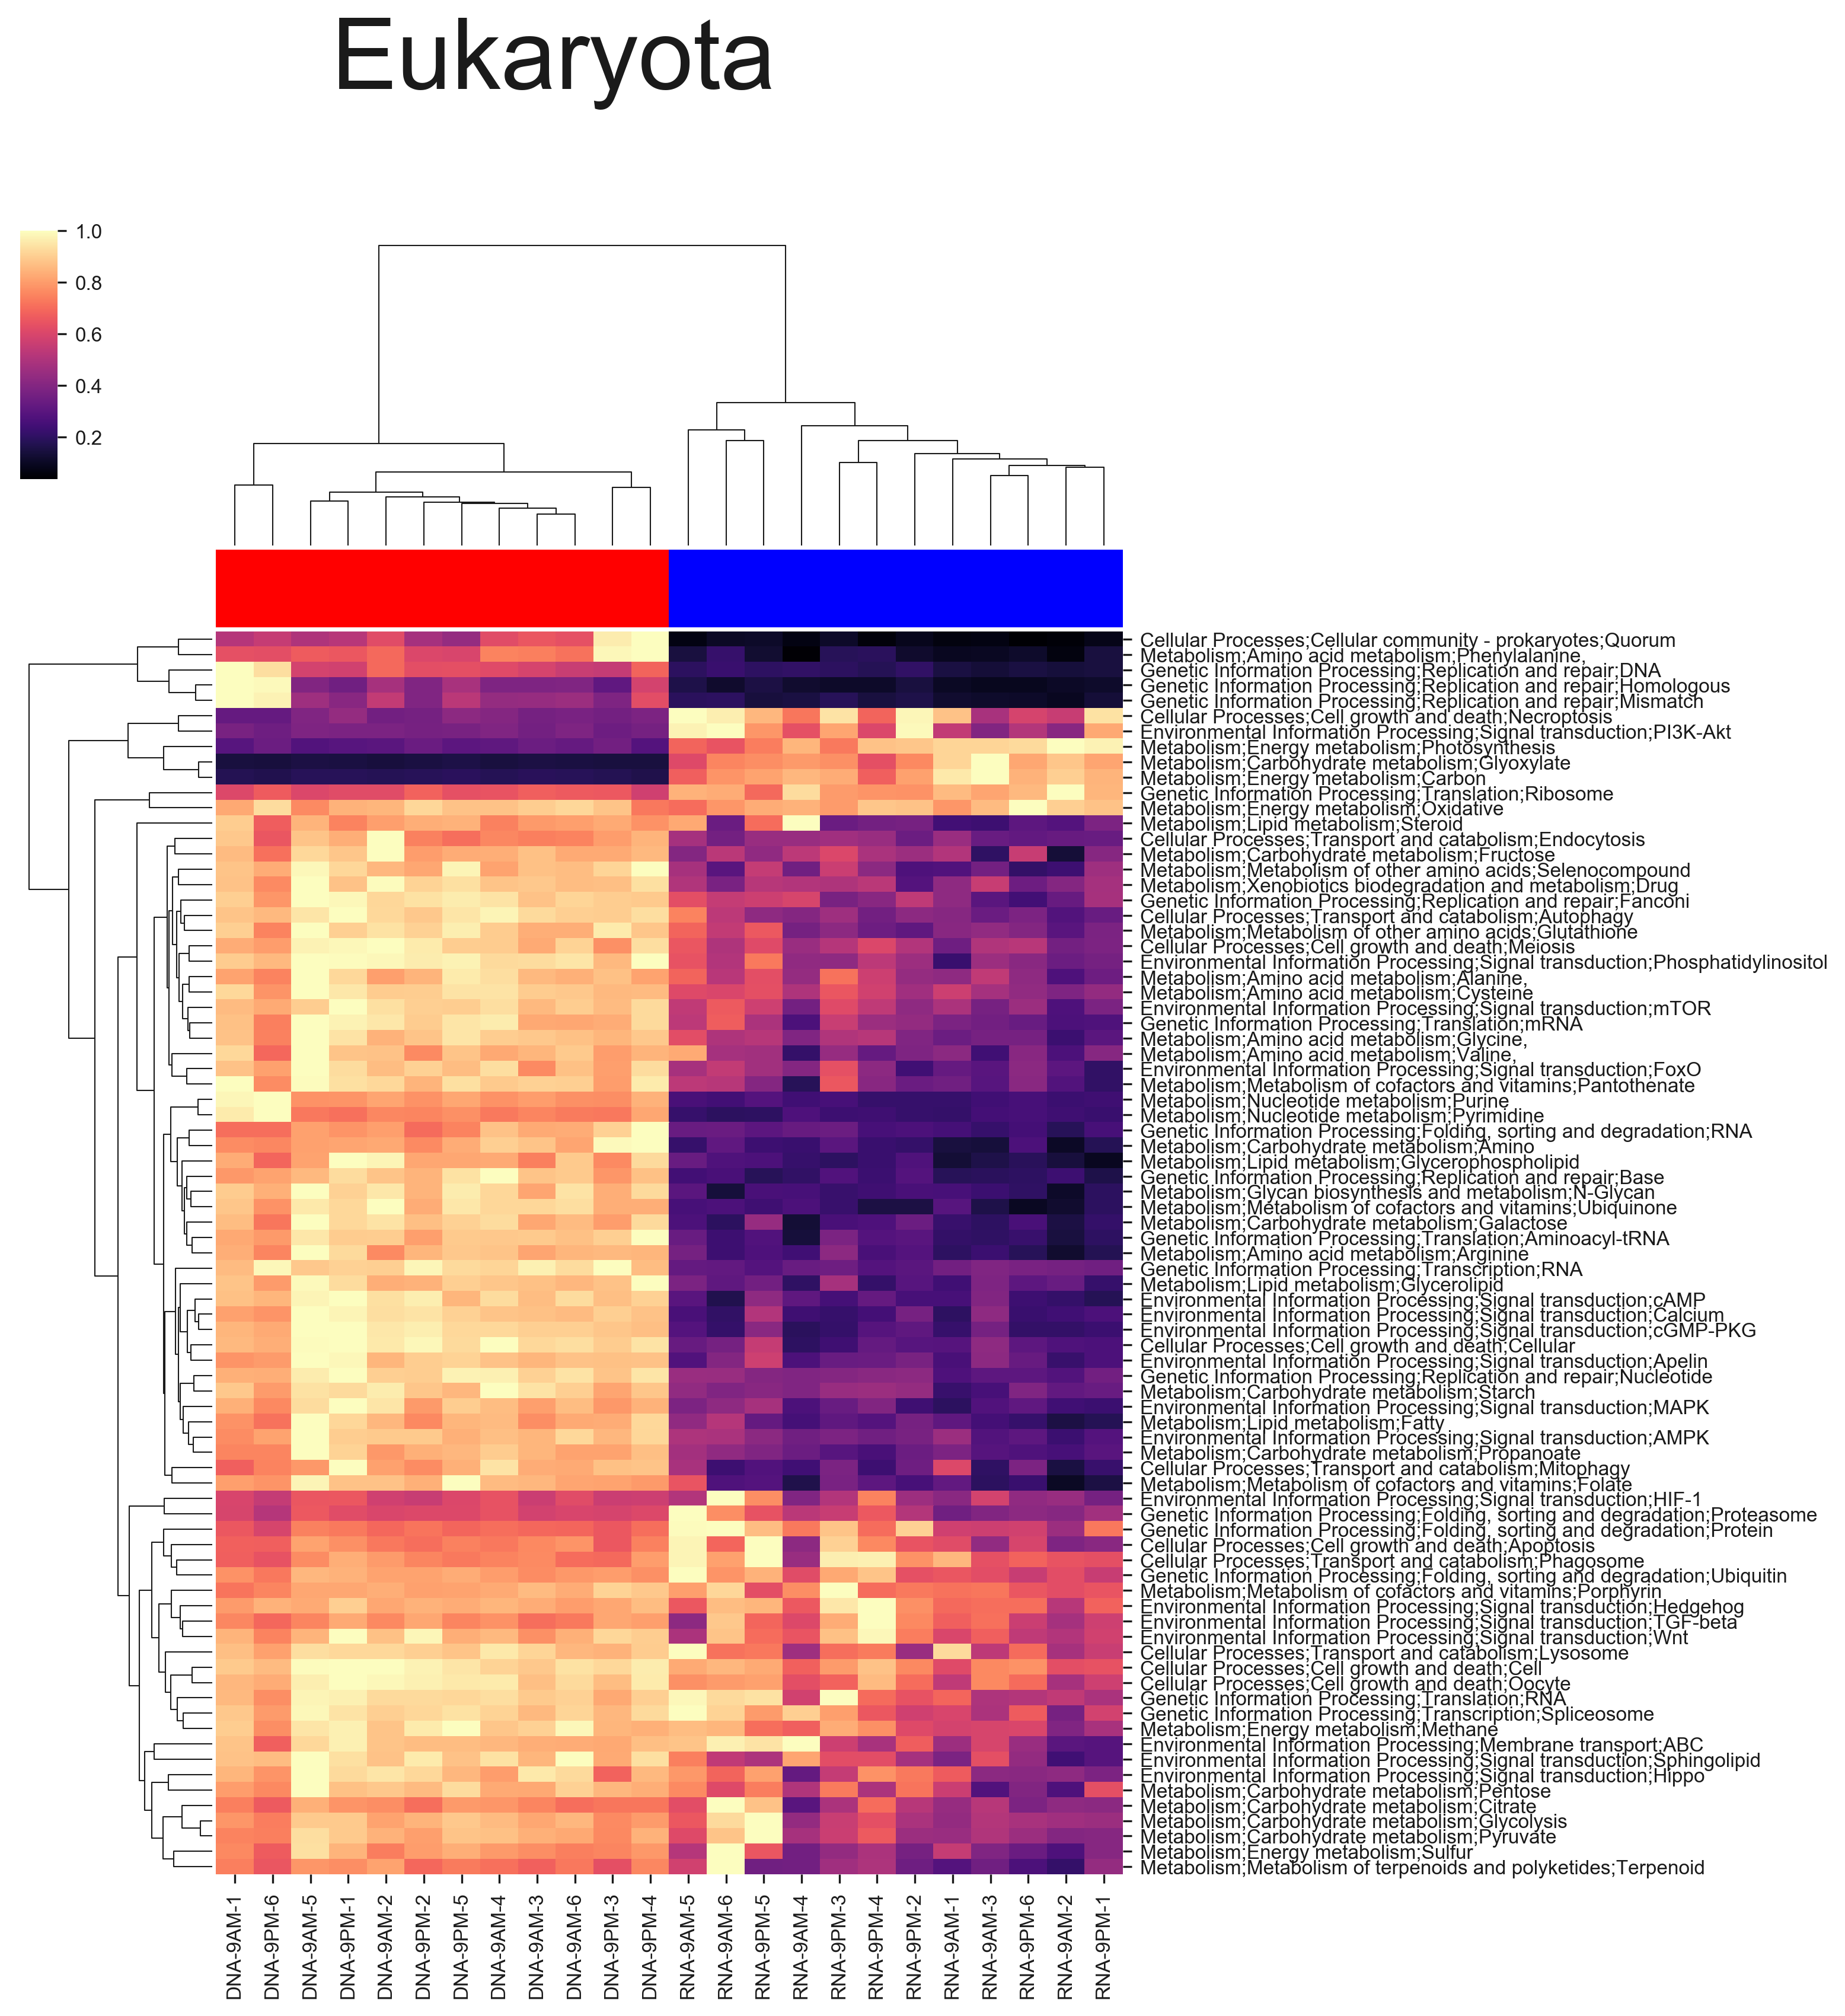 Eukaryota
1.0
0.8
0.6
0.4
0.2
Cellular Processes;Cellular community - prokaryotes;Quorum
Metabolism;Amino acid metabolism;Phenylalanine,
Genetic Information Processing;Replication and repair;DNA
Genetic Information Processing;Replication and repair;Homologous
Genetic Information Processing;Replication and repair;Mismatch
Cellular Processes;Cell growth and death;Necroptosis
Environmental Information Processing;Signal transduction;PI3K-Akt
Metabolism;Energy metabolism;Photosynthesis
Metabolism;Carbohydrate metabolism;Glyoxylate
Metabolism;Energy metabolism;Carbon
Genetic Information Processing;Translation;Ribosome
Metabolism;Energy metabolism;Oxidative
Metabolism;Lipid metabolism;Steroid
Cellular Processes;Transport and catabolism;Endocytosis
Metabolism;Carbohydrate metabolism;Fructose
Metabolism;Metabolism of other amino acids;Selenocompound
Metabolism;Xenobiotics biodegradation and metabolism;Drug
Genetic Information Processing;Replication and repair;Fanconi
Cellular Processes;Transport and catabolism;Autophagy
Metabolism;Metabolism of other amino acids;Glutathione
Cellular Processes;Cell growth and death;Meiosis
Environmental Information Processing;Signal transduction;Phosphatidylinositol
Metabolism;Amino acid metabolism;Alanine,
Metabolism;Amino acid metabolism;Cysteine
Environmental Information Processing;Signal transduction;mTOR
Genetic Information Processing;Translation;mRNA
Metabolism;Amino acid metabolism;Glycine,
Metabolism;Amino acid metabolism;Valine,
Environmental Information Processing;Signal transduction;FoxO
Metabolism;Metabolism of cofactors and vitamins;Pantothenate
Metabolism;Nucleotide metabolism;Purine
Metabolism;Nucleotide metabolism;Pyrimidine
Genetic Information Processing;Folding, sorting and degradation;RNA
Metabolism;Carbohydrate metabolism;Amino
Metabolism;Lipid metabolism;Glycerophospholipid
Genetic Information Processing;Replication and repair;Base
Metabolism;Glycan biosynthesis and metabolism;N-Glycan
Metabolism;Metabolism of cofactors and vitamins;Ubiquinone
Metabolism;Carbohydrate metabolism;Galactose
Genetic Information Processing;Translation;Aminoacyl-tRNA
Metabolism;Amino acid metabolism;Arginine
Genetic Information Processing;Transcription;RNA
Metabolism;Lipid metabolism;Glycerolipid
Environmental Information Processing;Signal transduction;cAMP
Environmental Information Processing;Signal transduction;Calcium
Environmental Information Processing;Signal transduction;cGMP-PKG
Cellular Processes;Cell growth and death;Cellular
Environmental Information Processing;Signal transduction;Apelin
Genetic Information Processing;Replication and repair;Nucleotide
Metabolism;Carbohydrate metabolism;Starch
Environmental Information Processing;Signal transduction;MAPK
Metabolism;Lipid metabolism;Fatty
Environmental Information Processing;Signal transduction;AMPK
Metabolism;Carbohydrate metabolism;Propanoate
Cellular Processes;Transport and catabolism;Mitophagy
Metabolism;Metabolism of cofactors and vitamins;Folate
Environmental Information Processing;Signal transduction;HIF-1
Genetic Information Processing;Folding, sorting and degradation;Proteasome
Genetic Information Processing;Folding, sorting and degradation;Protein
Cellular Processes;Cell growth and death;Apoptosis
Cellular Processes;Transport and catabolism;Phagosome
Genetic Information Processing;Folding, sorting and degradation;Ubiquitin
Metabolism;Metabolism of cofactors and vitamins;Porphyrin
Environmental Information Processing;Signal transduction;Hedgehog
Environmental Information Processing;Signal transduction;TGF-beta
Environmental Information Processing;Signal transduction;Wnt
Cellular Processes;Transport and catabolism;Lysosome
Cellular Processes;Cell growth and death;Cell
Cellular Processes;Cell growth and death;Oocyte
Genetic Information Processing;Translation;RNA
Genetic Information Processing;Transcription;Spliceosome
Metabolism;Energy metabolism;Methane
Environmental Information Processing;Membrane transport;ABC
Environmental Information Processing;Signal transduction;Sphingolipid
Environmental Information Processing;Signal transduction;Hippo
Metabolism;Carbohydrate metabolism;Pentose
Metabolism;Carbohydrate metabolism;Citrate
Metabolism;Carbohydrate metabolism;Glycolysis
Metabolism;Carbohydrate metabolism;Pyruvate
Metabolism;Energy metabolism;Sulfur
Metabolism;Metabolism of terpenoids and polyketides;Terpenoid
DNA-9AM-1
DNA-9PM-6
DNA-9AM-5
DNA-9PM-1
DNA-9AM-2
DNA-9PM-2
DNA-9PM-5
DNA-9AM-4
DNA-9AM-3
DNA-9AM-6
DNA-9PM-3
DNA-9PM-4
RNA-9AM-5
RNA-9AM-6
RNA-9PM-5
RNA-9AM-4
RNA-9PM-3
RNA-9PM-4
RNA-9PM-2
RNA-9AM-1
RNA-9AM-3
RNA-9PM-6
RNA-9AM-2
RNA-9PM-1